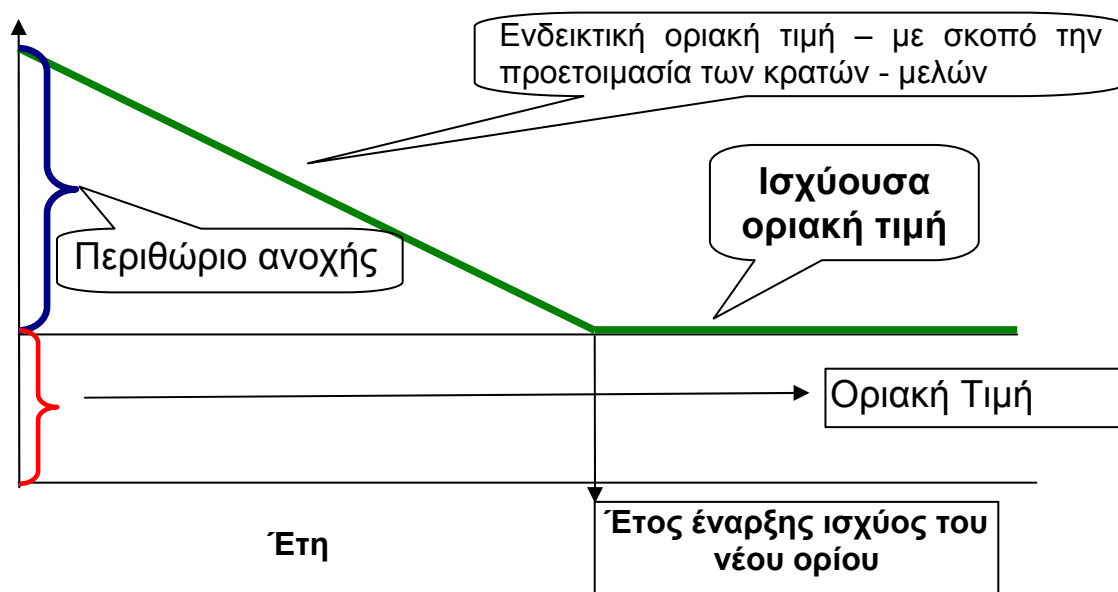 Ενδεικτική οριακή τιμή – με σκοπό την
προετοιμασία των κρατών - μελών
Ισχύουσα
οριακή τιμή
Περιθώριο ανοχής
Οριακή Τιμή
Έτη
Έτος έναρξης ισχύος του
νέου ορίου